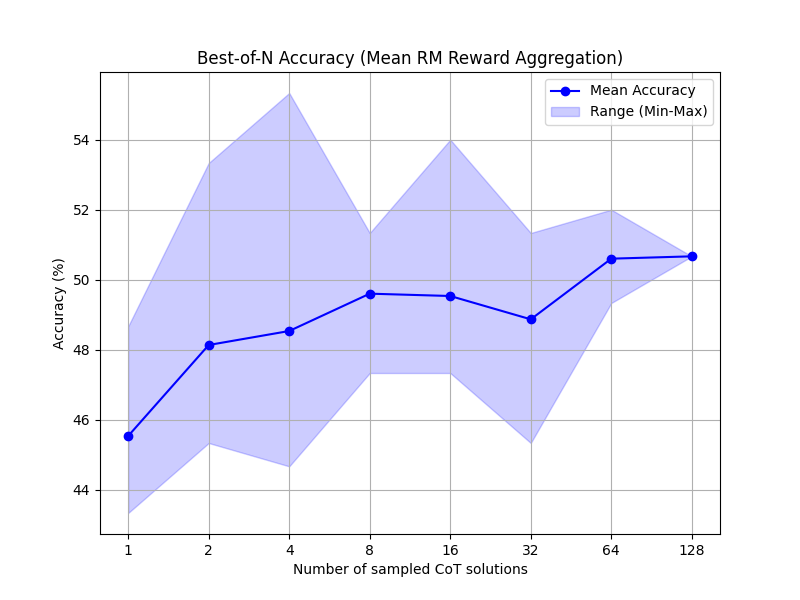 Best-of-N Accuracy (Mean RM Reward Aggregation)
Mean Accuracy
Range (Min-Max)
54
52
50
48
46
44
Accuracy (%)
1 2 4 8 16 32 64 128
Number of sampled CoT solutions